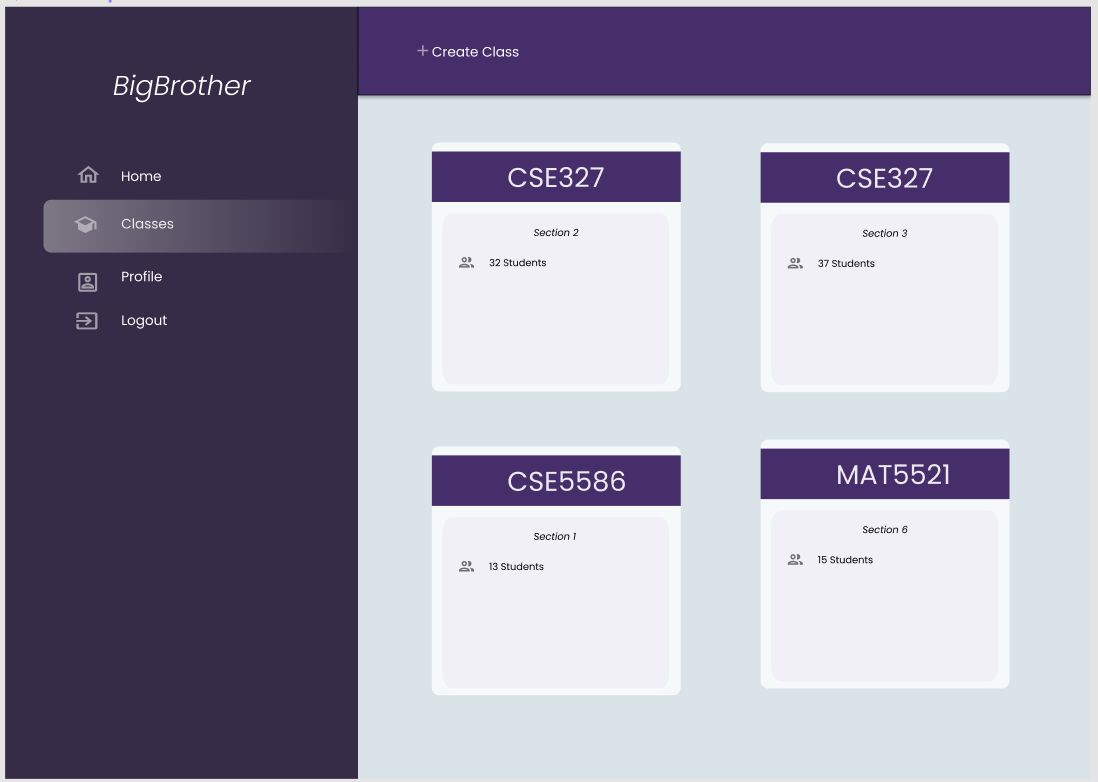 BigBrother
Home
Classes
Profile
Logout
Create Class
CSE327
Section 2
32 Students
CSE327
Section 3
37 Students
CSE5586
Section 1
13 Students
MAT5521
Section 6
15 Students